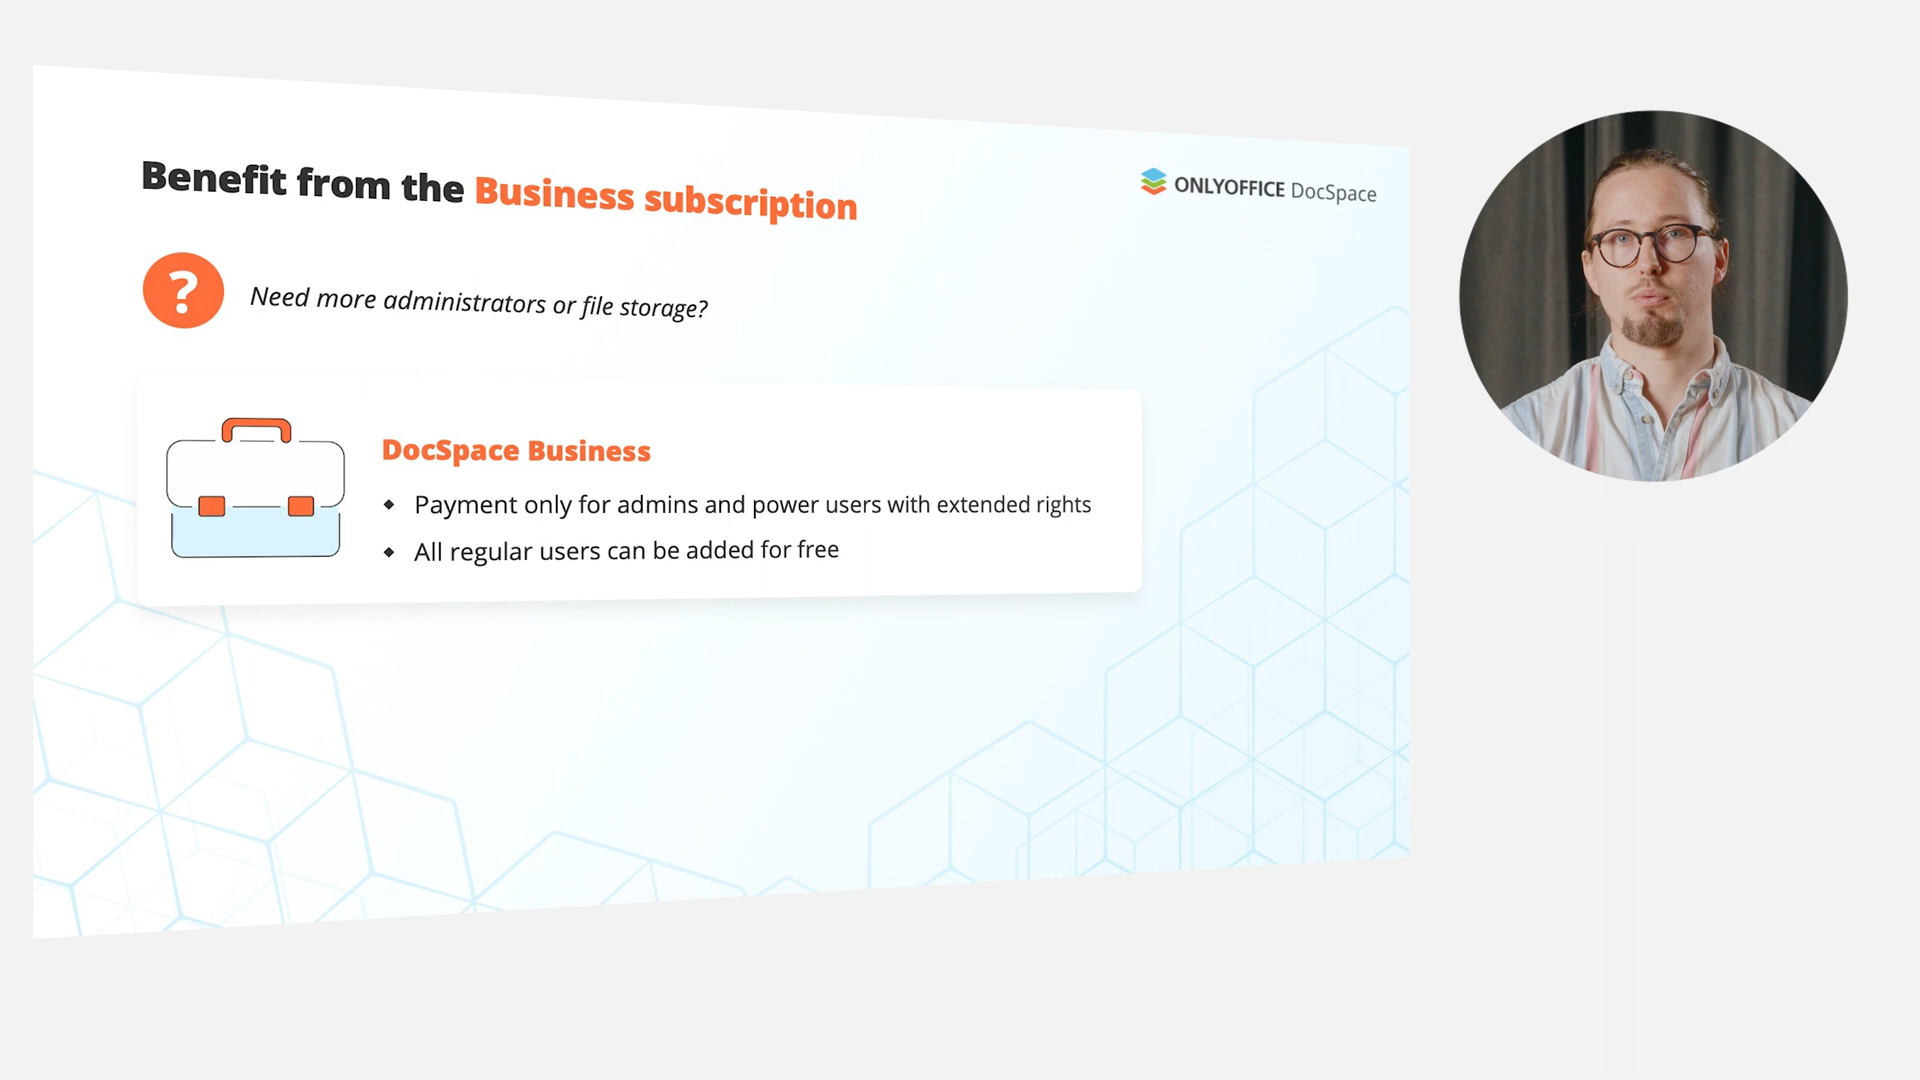 Benefit from the Business subscription
ONLYOFFICE DocSpace
?
Need more administrators or file storage?
DocSpace Business
Payment only for admins and power users with extended rights
All regular users can be added for free